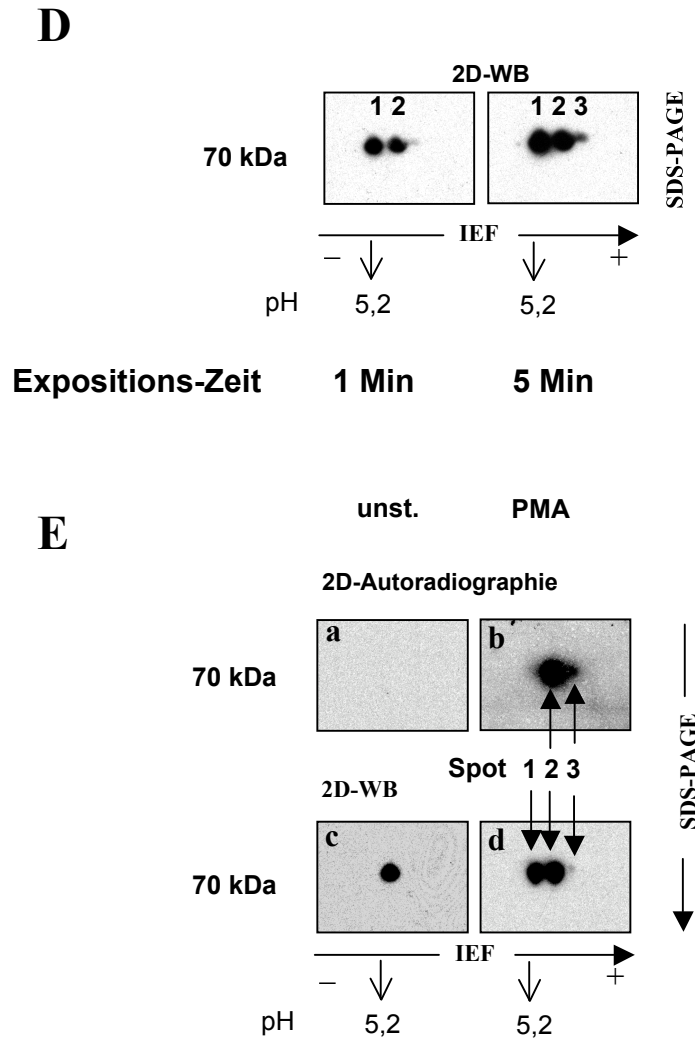 D
2D-WB
1 2
1 2 3
70 kDa
SDS-PAGE
IEF
– +
pH 5,2 5,2
Expositions-Zeit 1 Min 5 Min
unst. PMA
E
2D-Autoradiographie
a b
70 kDa
Spot 1 2 3
SDS-PAGE
2D-WB
c d
70 kDa
IEF
– +
pH 5,2 5,2